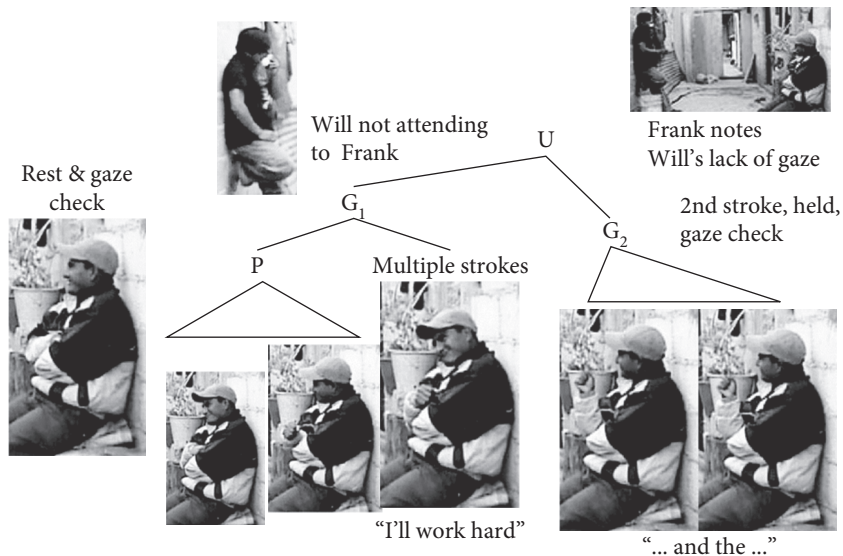 Will not attending
to Frank
U
Frank notes
Will's lack of gaze
Rest & gaze
check
G₁
2nd stroke, held,
gaze check
G₂
P
Multiple strokes
"I'll work hard"
"... and the ..."